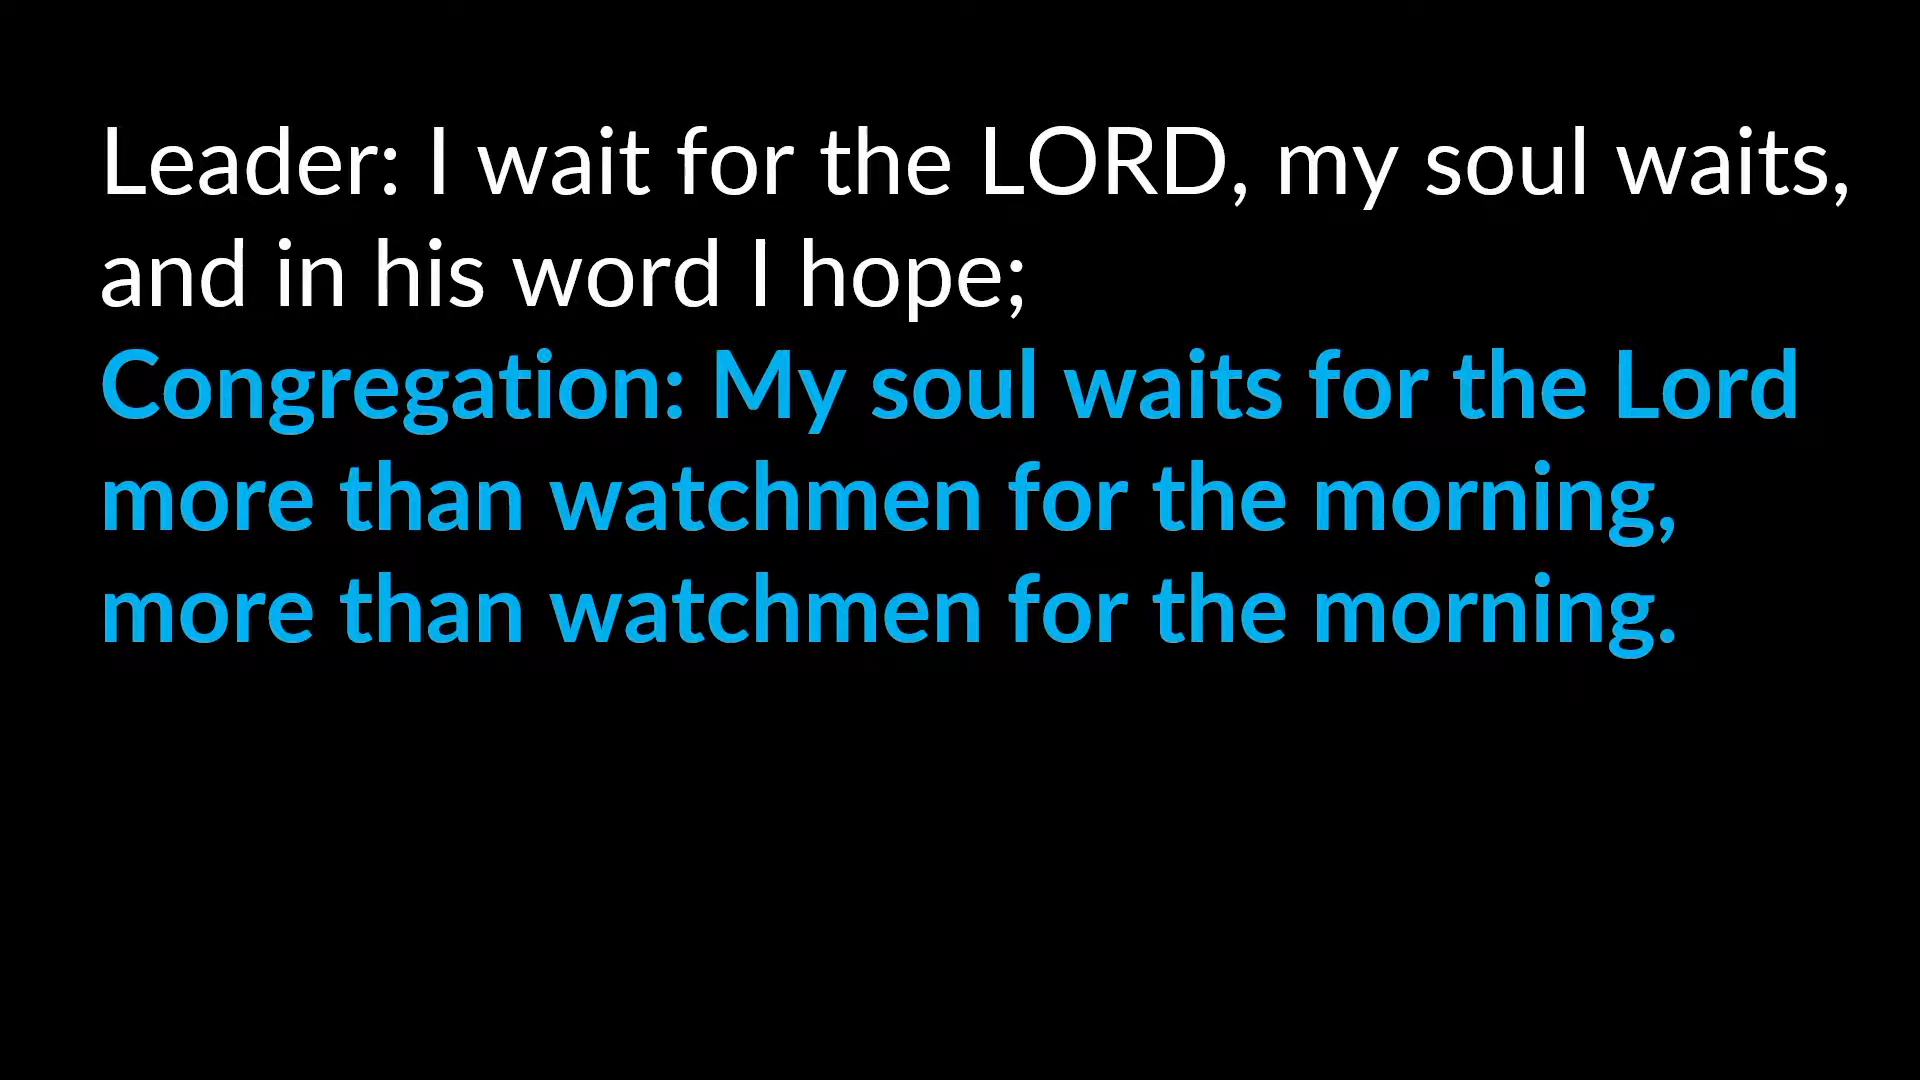 Leader: I wait for the LORD, my soul waits,
and in his word I hope;
Congregation: My soul waits for the Lord
more than watchmen for the morning,
more than watchmen for the morning.